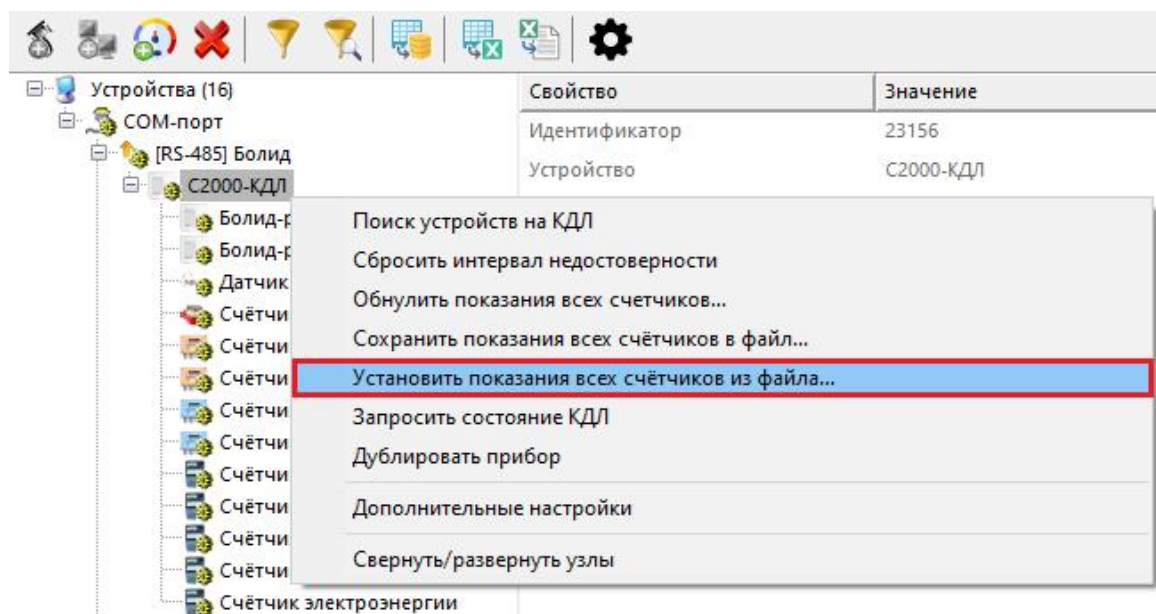 Устройства (16)
Свойство
Значение
COM-порт
Идентификатор
23156
[RS-485] Болид
Устройство
С2000-КДЛ
С2000-КДЛ
Болид-р
Поиск устройств на КДЛ
Болид-р
Сбросить интервал недостоверности
Датчик
Обнулить показания всех счетчиков...
Счётчи
Сохранить показания всех счётчиков в файл...
Счётчи
Счётчи
Установить показания всех счётчиков из файла...
Счётчи
Запросить состояние КДЛ
Счётчи
Дублировать прибор
Счётчи
Счётчи
Дополнительные настройки
Счётчи
Счётчи
Свернуть/развернуть узлы
Счётчик электроэнергии